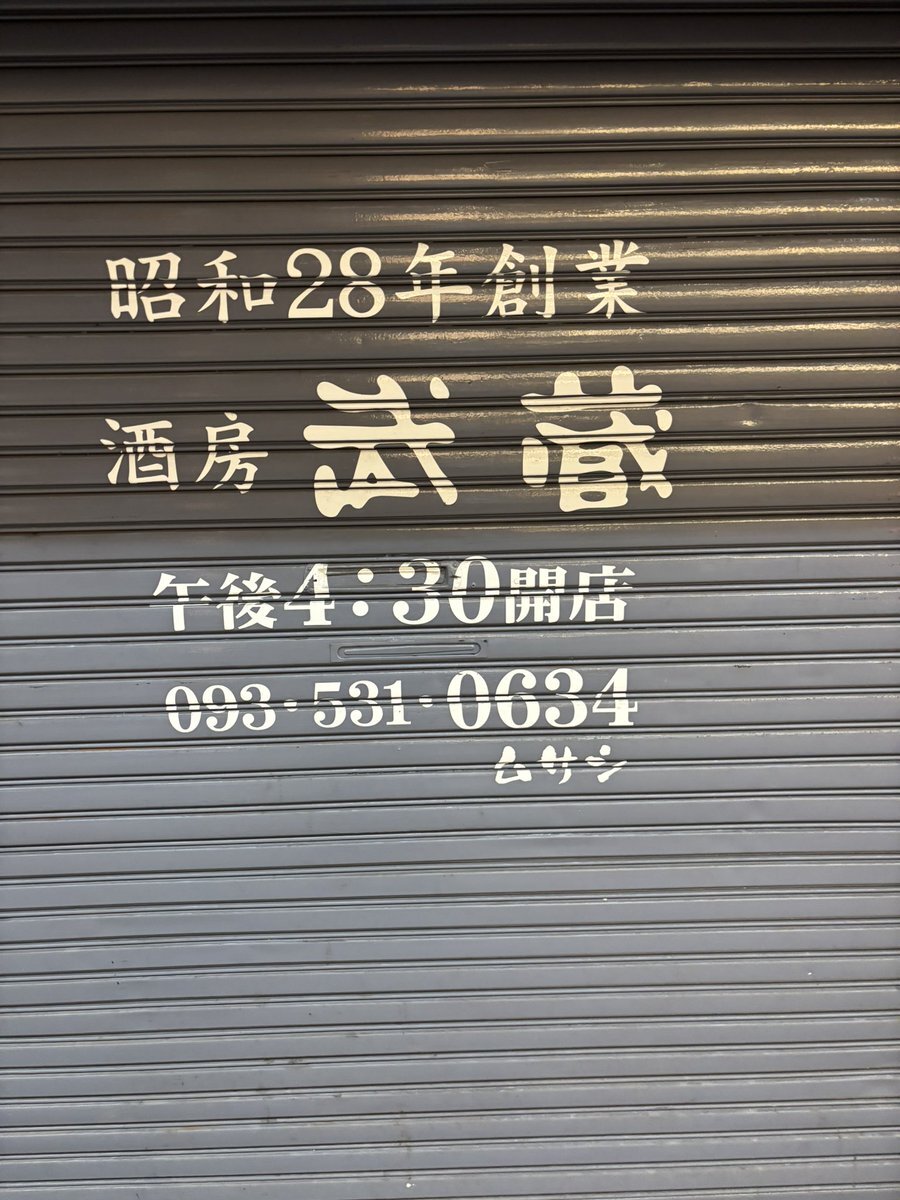 昭和28年創業
酒房 武蔵
午後4:30開店
093・531・0634
ムサシ